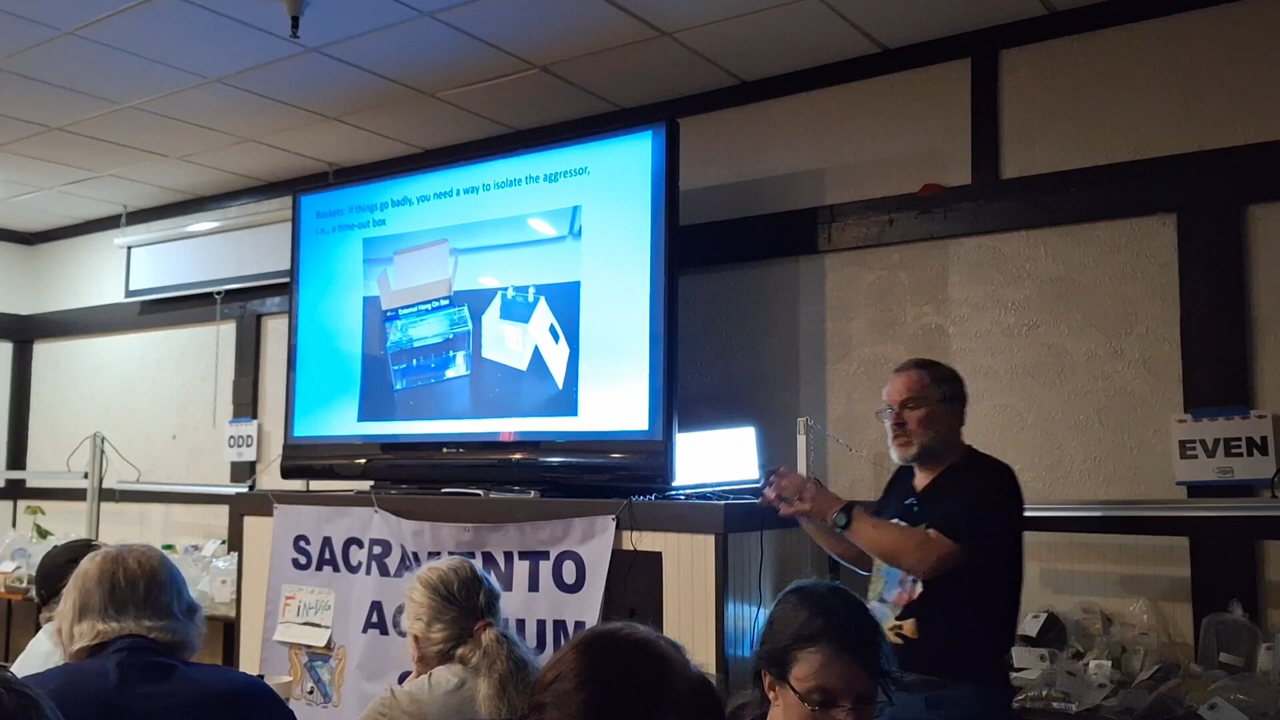 Baskets: if things go badly, you need a way to isolate the aggressor,
i.e., a time-out box
External Hang On Box
ODD
EVEN
SACRAMENTO
FIN-DIG